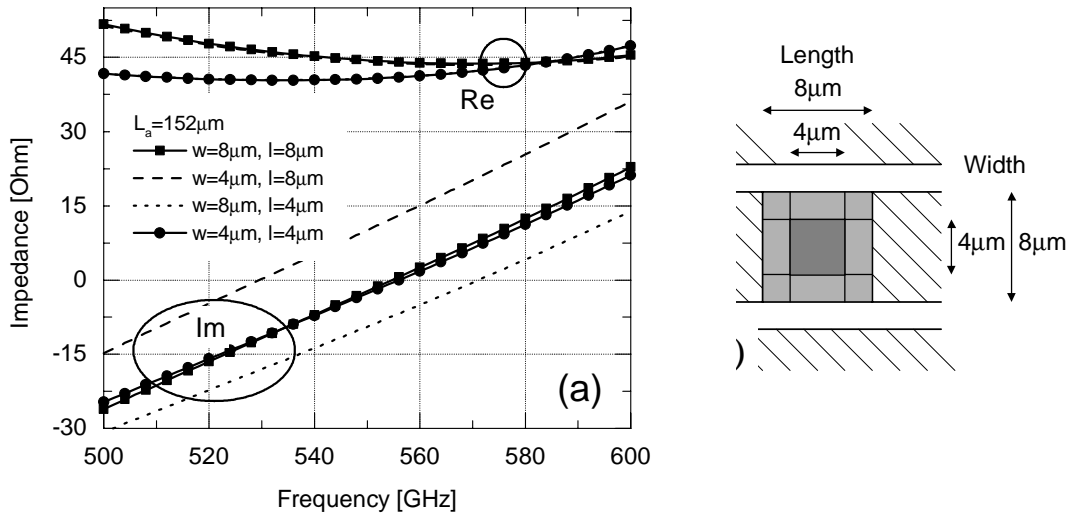 45
30
15
0
-15
-30
Impedance [Ohm]
Re
L_a=152μm
w=8μm, l=8μm
w=4μm, l=8μm
w=8μm, l=4μm
w=4μm, l=4μm
Im
(a)
500 520 540 560 580 600
Frequency [GHz]
Length
8μm
4μm
Width
4μm 8μm
)